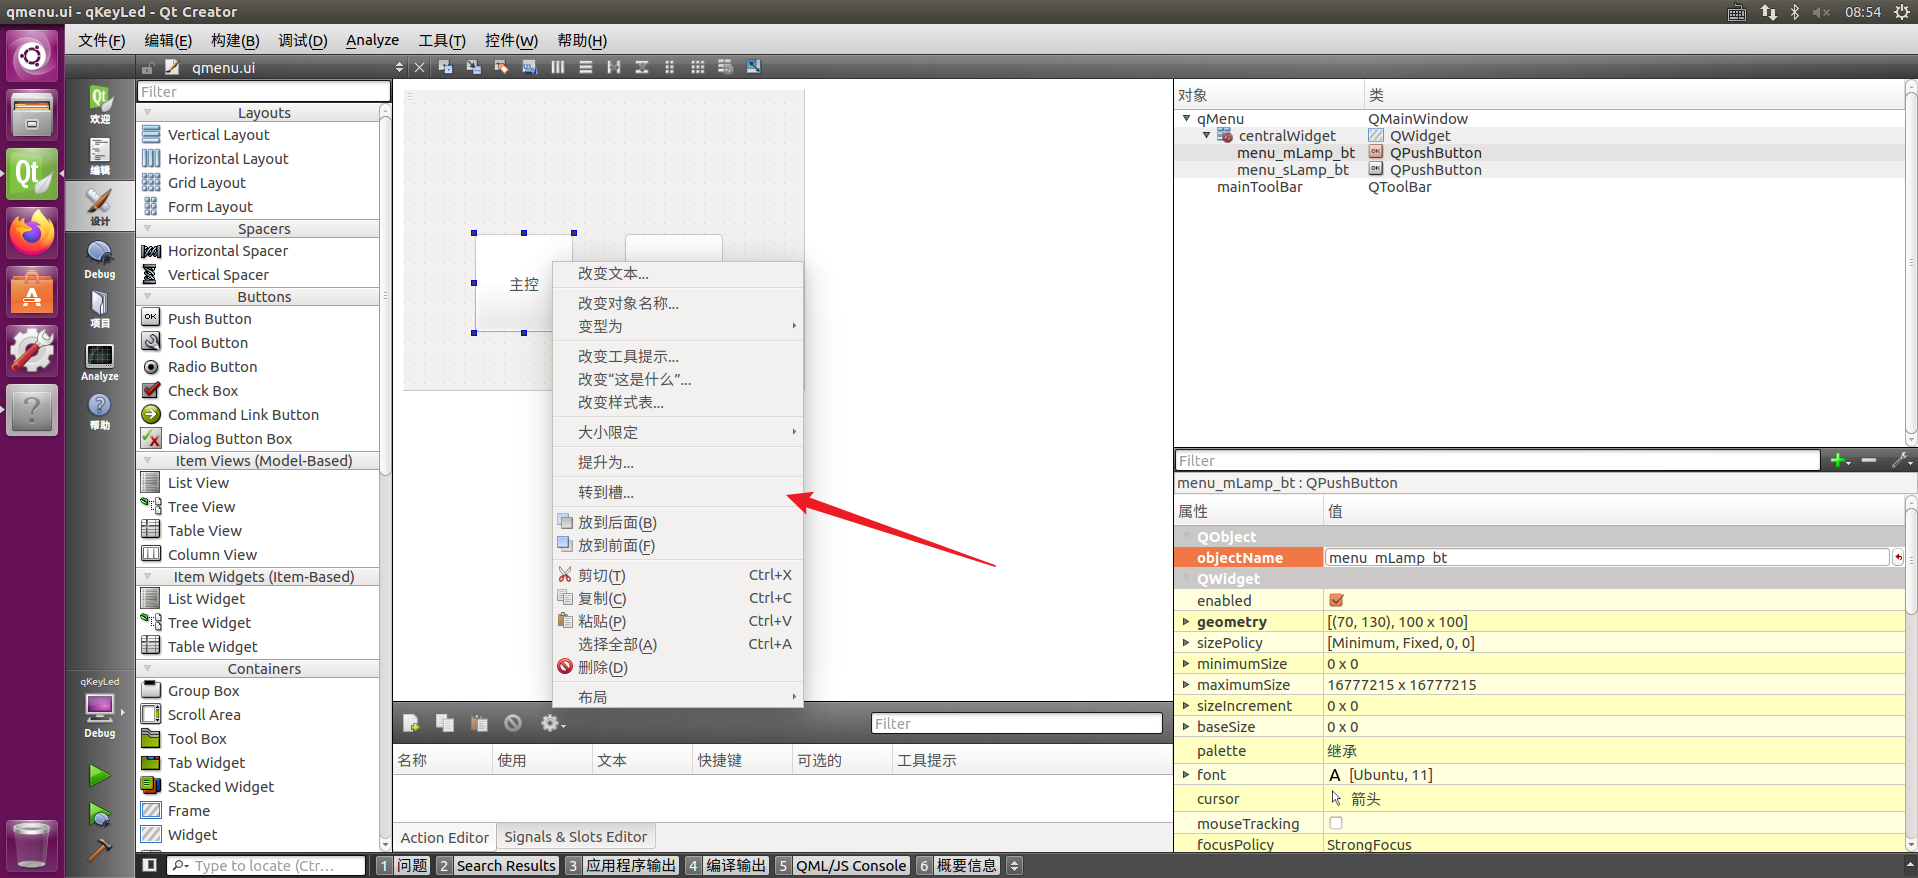 qmenu.ui - qKeyLed - Qt Creator
08:54
文件(F) 编辑(E) 构建(B) 调试(D) Analyze 工具(T) 控件(W) 帮助(H)
qmenu.ui
欢迎
编辑
设计
Debug
项目
Analyze
帮助
qKeyLed
Debug
Filter
Layouts
Vertical Layout
Horizontal Layout
Grid Layout
Form Layout
Spacers
Horizontal Spacer
Vertical Spacer
Buttons
Push Button
Tool Button
Radio Button
Check Box
Command Link Button
Dialog Button Box
Item Views (Model-Based)
List View
Tree View
Table View
Column View
Item Widgets (Item-Based)
List Widget
Tree Widget
Table Widget
Containers
Group Box
Scroll Area
Tool Box
Tab Widget
Stacked Widget
Frame
Widget
主控
改变文本...
改变对象名称...
变型为
改变工具提示...
改变“这是什么”...
改变样式表...
大小限定
提升为...
转到槽...
放到后面(B)
放到前面(F)
剪切(T) Ctrl+X
复制(C) Ctrl+C
粘贴(P) Ctrl+V
选择全部(A) Ctrl+A
删除(D)
布局
Filter
名称 使用 文本 快捷键 可选的 工具提示
Action Editor Signals & Slots Editor
对象 类
qMenu QMainWindow
centralWidget QWidget
menu_mLamp_bt QPushButton
menu_sLamp_bt QPushButton
mainToolBar QToolBar
Filter
menu_mLamp_bt : QPushButton
属性 值
QObject
objectName menu_mLamp_bt
QWidget
enabled
geometry [(70, 130), 100 x 100]
sizePolicy [Minimum, Fixed, 0, 0]
minimumSize 0 x 0
maximumSize 16777215 x 16777215
sizeIncrement 0 x 0
baseSize 0 x 0
palette 继承
font A [Ubuntu, 11]
cursor 箭头
mouseTracking
focusPolicy StrongFocus
Type to locate (Ctr... 1 问题 2 Search Results 3 应用程序输出 4 编译输出 5 QML/JS Console 6 概要信息